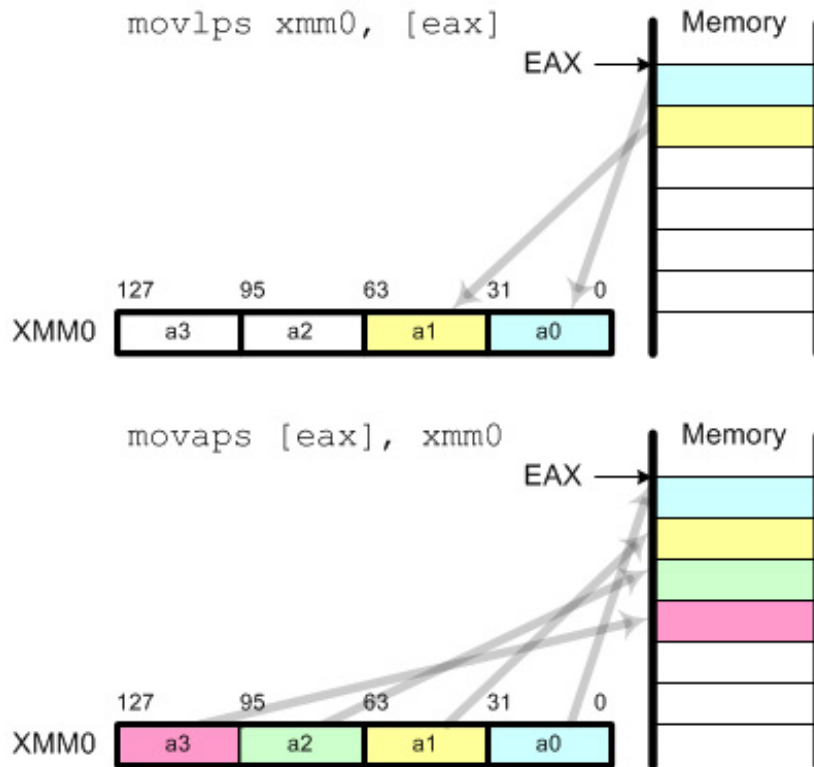 movlps xmm0, [eax]
Memory
EAX
127 95 63 31 0
XMM0 a3 a2 a1 a0
movaps [eax], xmm0
Memory
EAX
127 95 63 31 0
XMM0 a3 a2 a1 a0